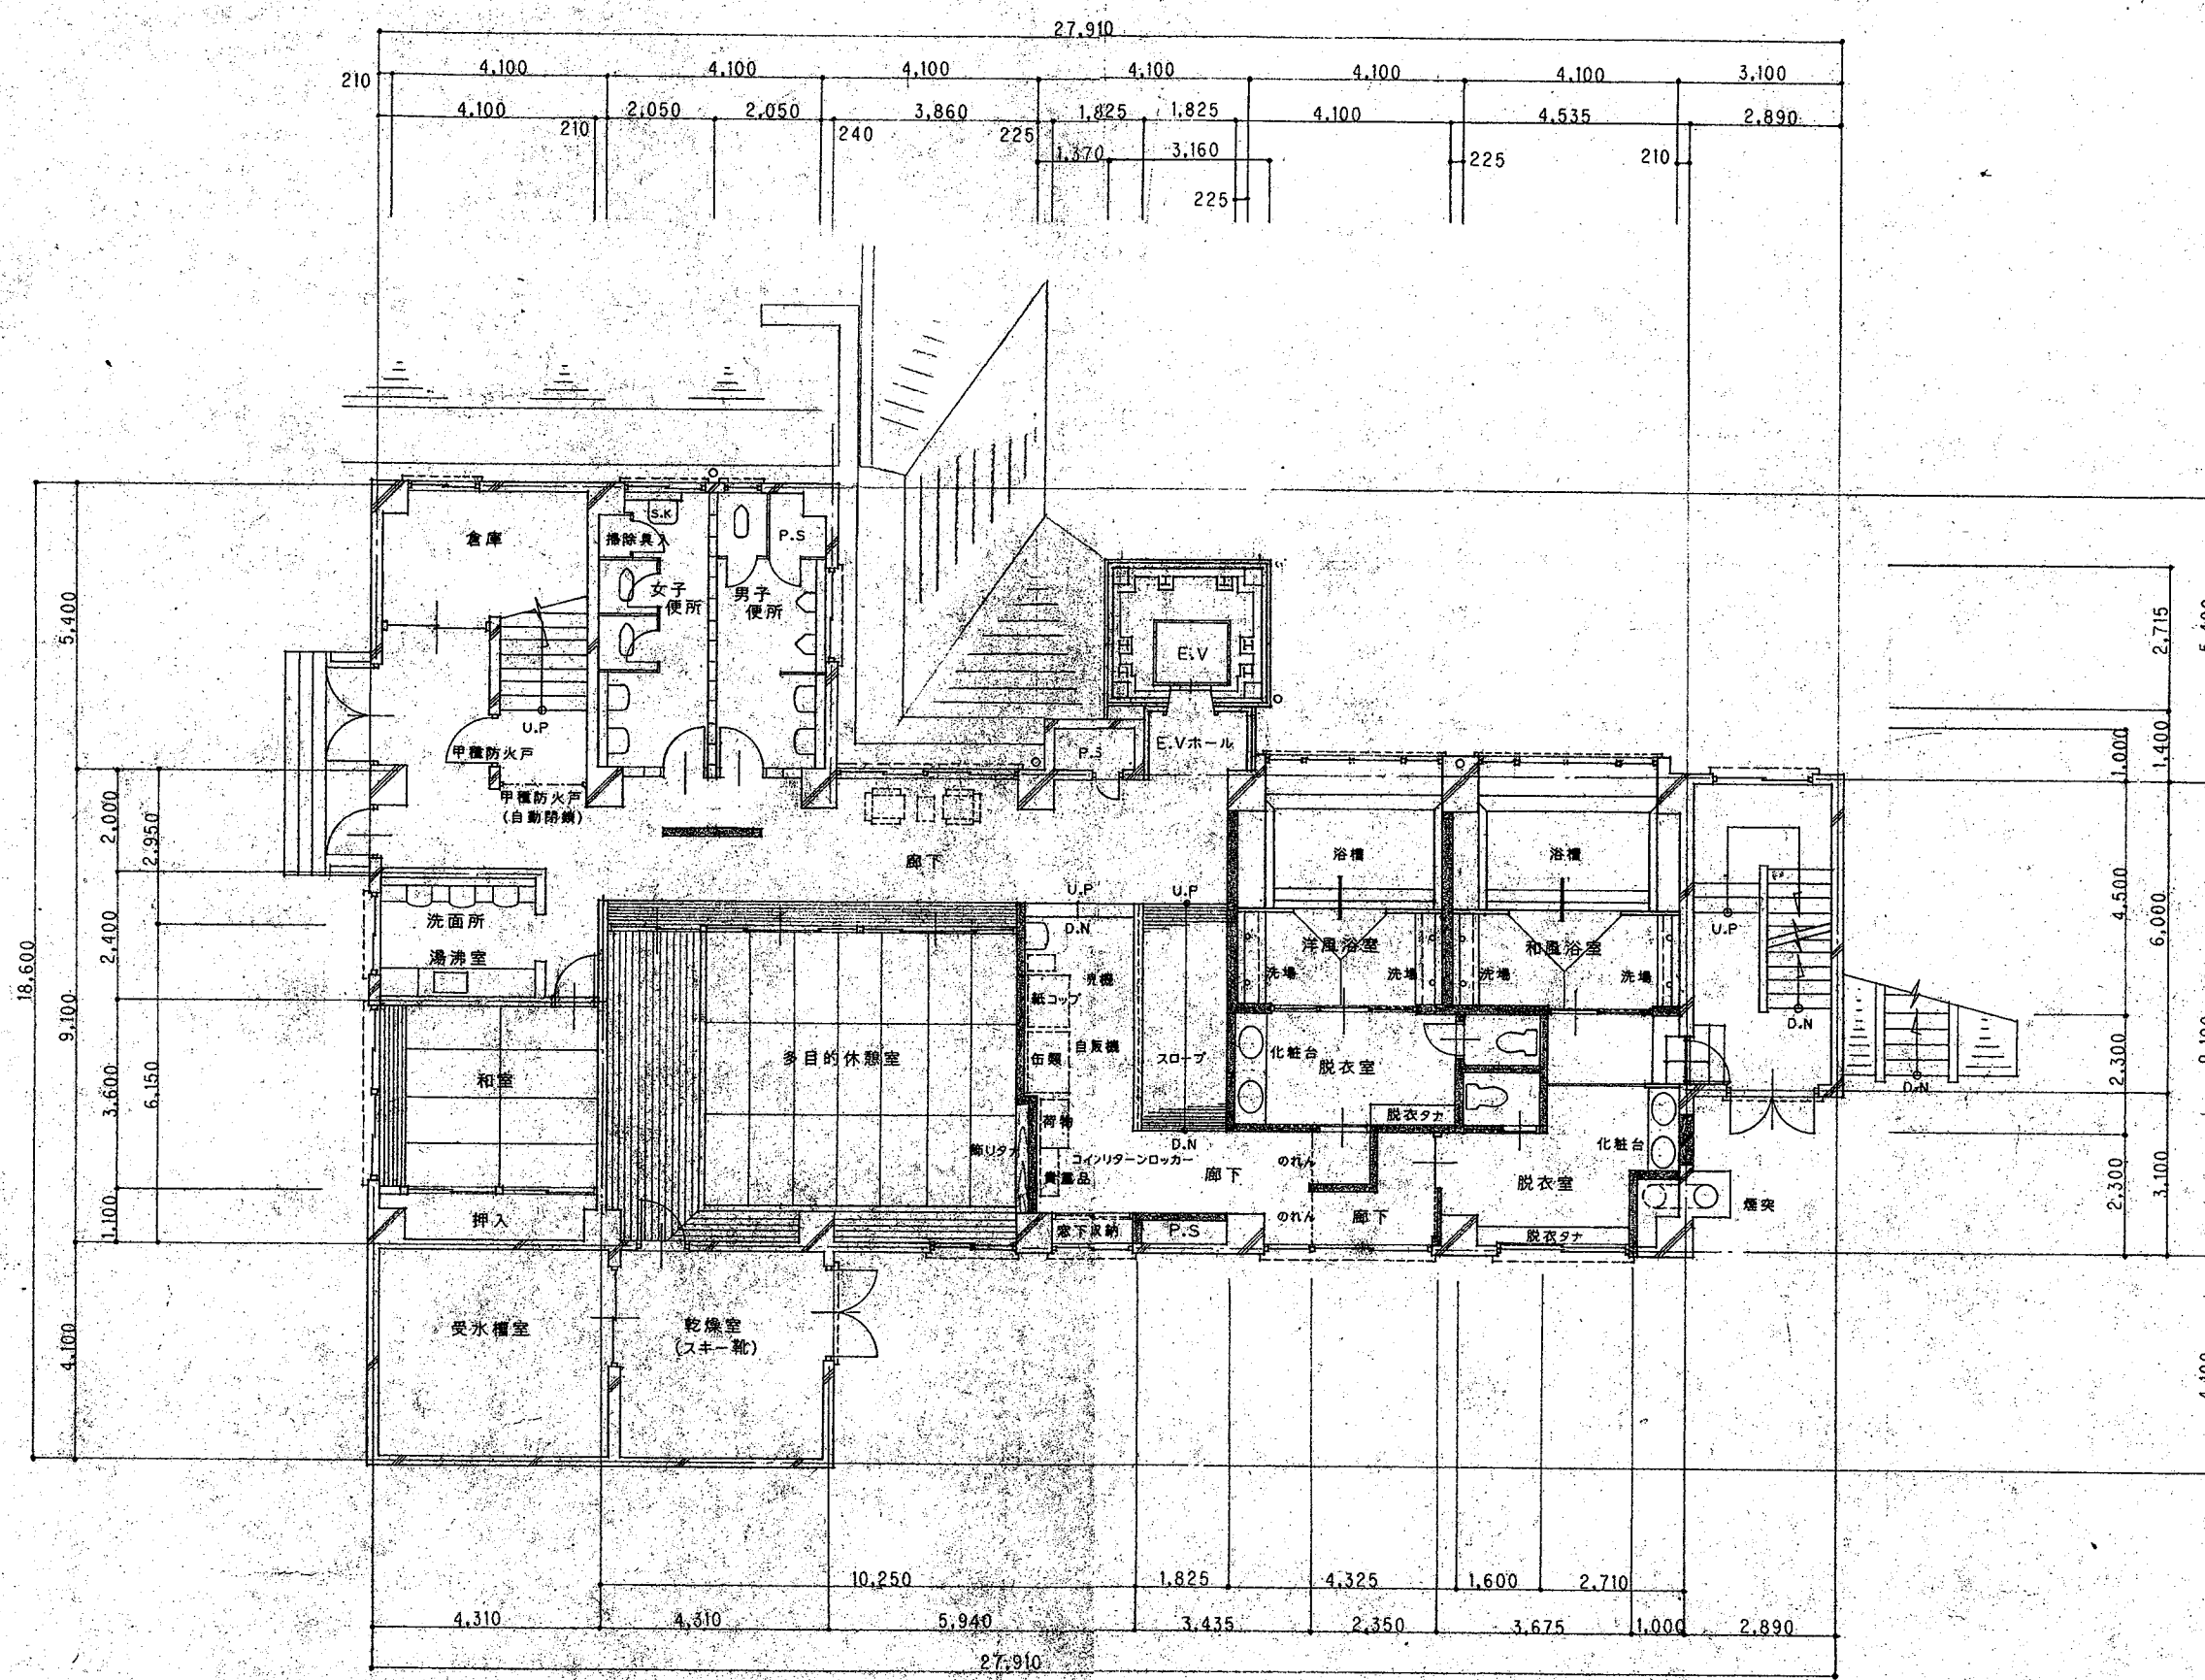 27,910
210
4,100
4,100
4,100
4,100
4,100
4,100
3,100
4,100
210
2,050
2,050
240
3,860
225
1,825
1,825
4,100
4,535
2,890
1,370
3,160
225
225
210
倉庫
S.K
掃除具入
P.S
女子
便所
男子
便所
U.P
甲種防火戸
甲種防火戸
(自動閉鎖)
E.V
P.S
E.Vホール
廊下
浴槽
浴槽
洗面所
湯沸室
U.P
D.N
U.P
洋風浴室
和風浴室
洗場
洗場
洗場
洗場
U.P
D.N
D.N
紙コップ
缶類
自販機
スロープ
多目的休憩室
和室
化粧台
脱衣室
脱衣タナ
荷物
飾りタナ
D.N
コインリターンロッカー
貴重品
廊下
のれん
のれん
廊下
化粧台
脱衣室
煙突
押入
窓下収納
P.S
脱衣タナ
受水槽室
乾燥室
(スキー靴)
18,600
5,400
9,100
4,100
2,000
2,400
3,600
1,100
2,950
6,150
2,715
1,400
6,000
3,100
1,000
4,500
2,300
2,300
10,250
1,825
4,325
1,600
2,710
4,310
4,310
5,940
3,435
2,350
3,675
1,000
2,890
27,910